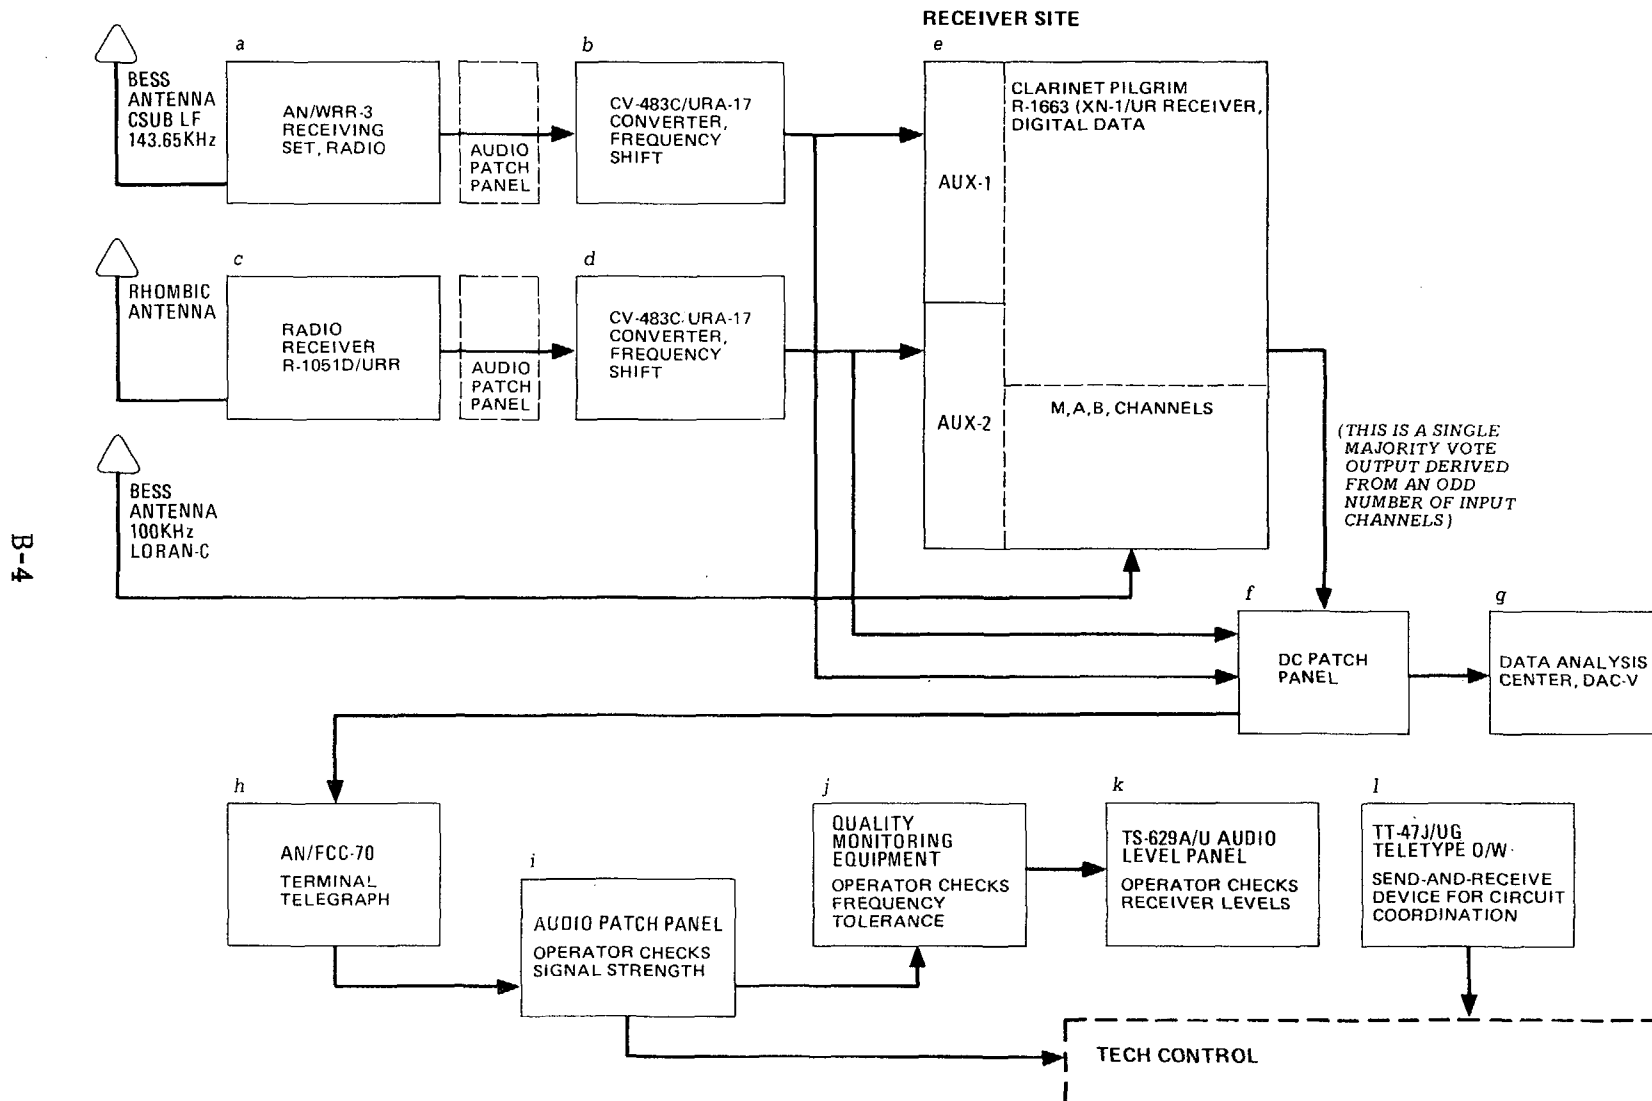 RECEIVER SITE
a
BESS
ANTENNA
CSUB LF
143.65KHz
AN/WRR-3
RECEIVING
SET, RADIO
AUDIO
PATCH
PANEL
b
CV-483C/URA-17
CONVERTER,
FREQUENCY
SHIFT
e
AUX-1
CLARINET PILGRIM
R-1663 (XN-1/UR RECEIVER,
DIGITAL DATA
c
RHOMBIC
ANTENNA
RADIO
RECEIVER
R-1051D/URR
AUDIO
PATCH
PANEL
d
CV-483C/URA-17
CONVERTER,
FREQUENCY
SHIFT
AUX-2
M,A,B, CHANNELS
(THIS IS A SINGLE
MAJORITY VOTE
OUTPUT DERIVED
FROM AN ODD
NUMBER OF INPUT
CHANNELS)
BESS
ANTENNA
100KHz
LORAN-C
B-4
f
DC PATCH
PANEL
g
DATA ANALYSIS
CENTER, DAC-V
h
AN/FCC-70
TERMINAL
TELEGRAPH
i
AUDIO PATCH PANEL
OPERATOR CHECKS
SIGNAL STRENGTH
j
QUALITY
MONITORING
EQUIPMENT
OPERATOR CHECKS
FREQUENCY
TOLERANCE
k
TS-629A/U AUDIO
LEVEL PANEL
OPERATOR CHECKS
RECEIVER LEVELS
l
TT-47J/UG
TELETYPE O/W
SEND-AND-RECEIVE
DEVICE FOR CIRCUIT
COORDINATION
TECH CONTROL